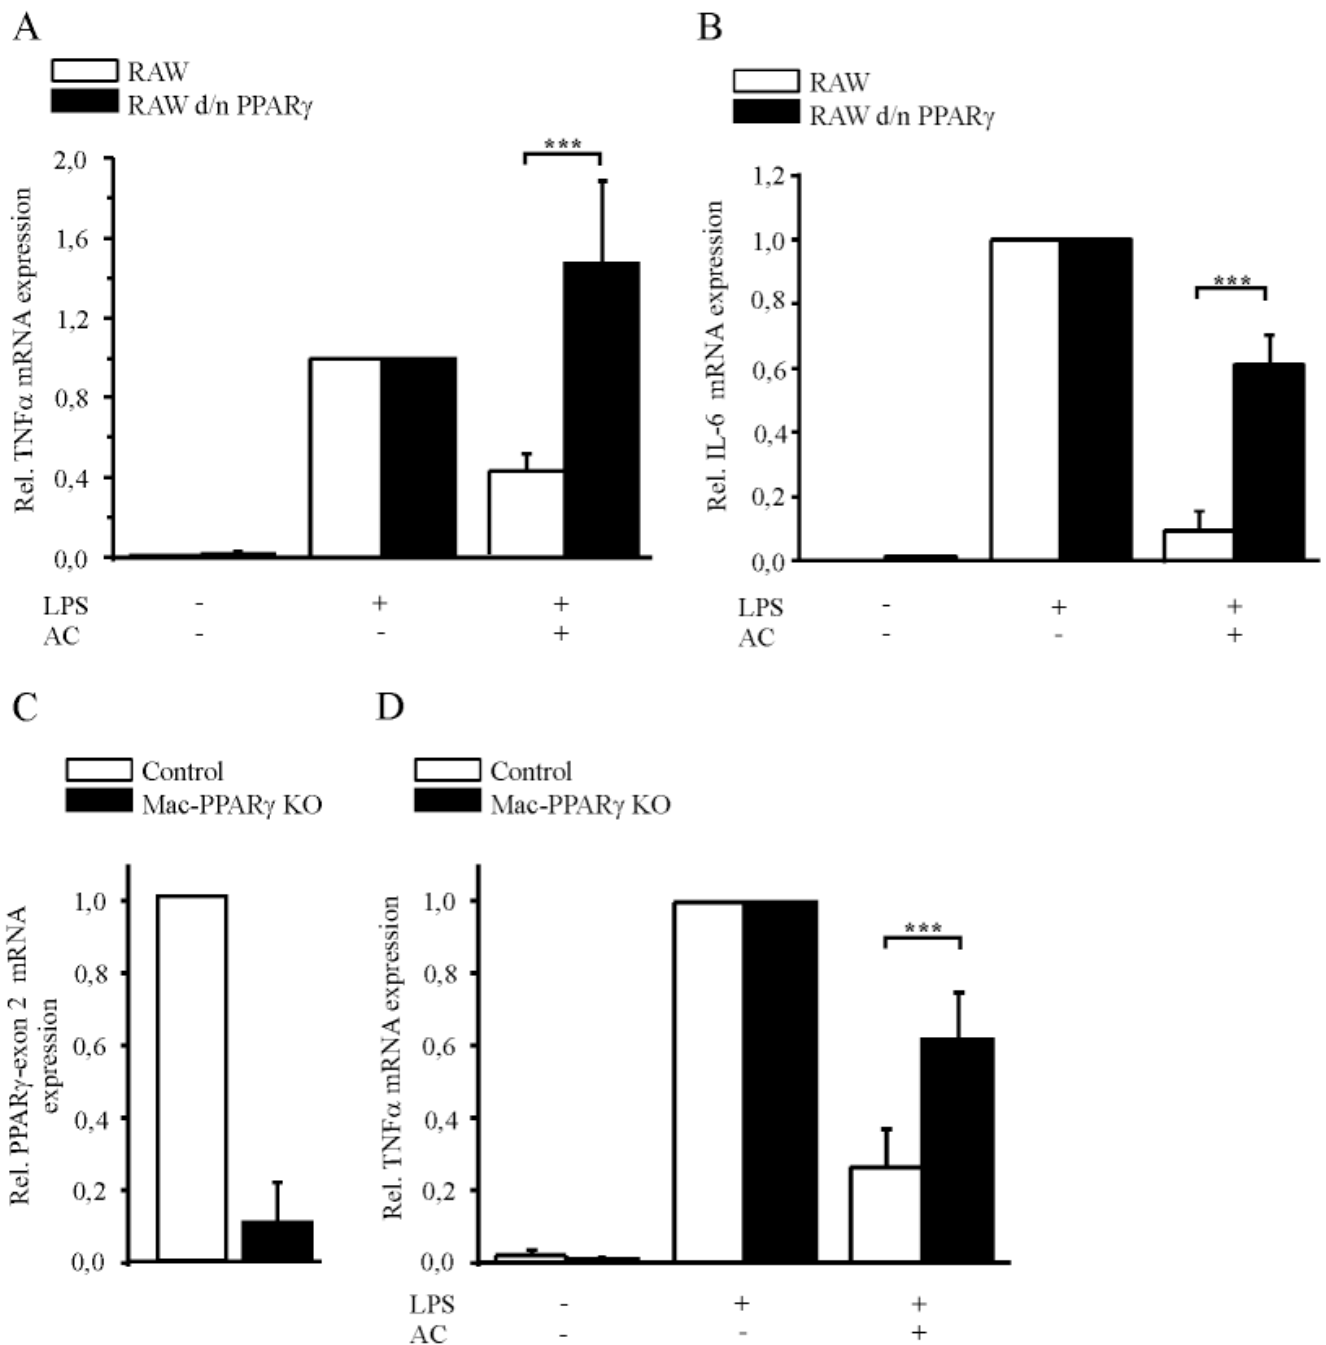 A
RAW
RAW d/n PPARγ
***
2,0
1,6
1,2
0,8
0,4
0,0
Rel. TNFα mRNA expression
LPS - + +
AC - - +
B
RAW
RAW d/n PPARγ
***
1,2
1,0
0,8
0,6
0,4
0,2
0,0
Rel. IL-6 mRNA expression
LPS - + +
AC - - +
C
Control
Mac-PPARγ KO
1,0
0,8
0,6
0,4
0,2
0,0
Rel. PPARγ-exon 2 mRNA
expression
D
Control
Mac-PPARγ KO
***
1,0
0,8
0,6
0,4
0,2
0,0
Rel. TNFα mRNA expression
LPS - + +
AC - - +